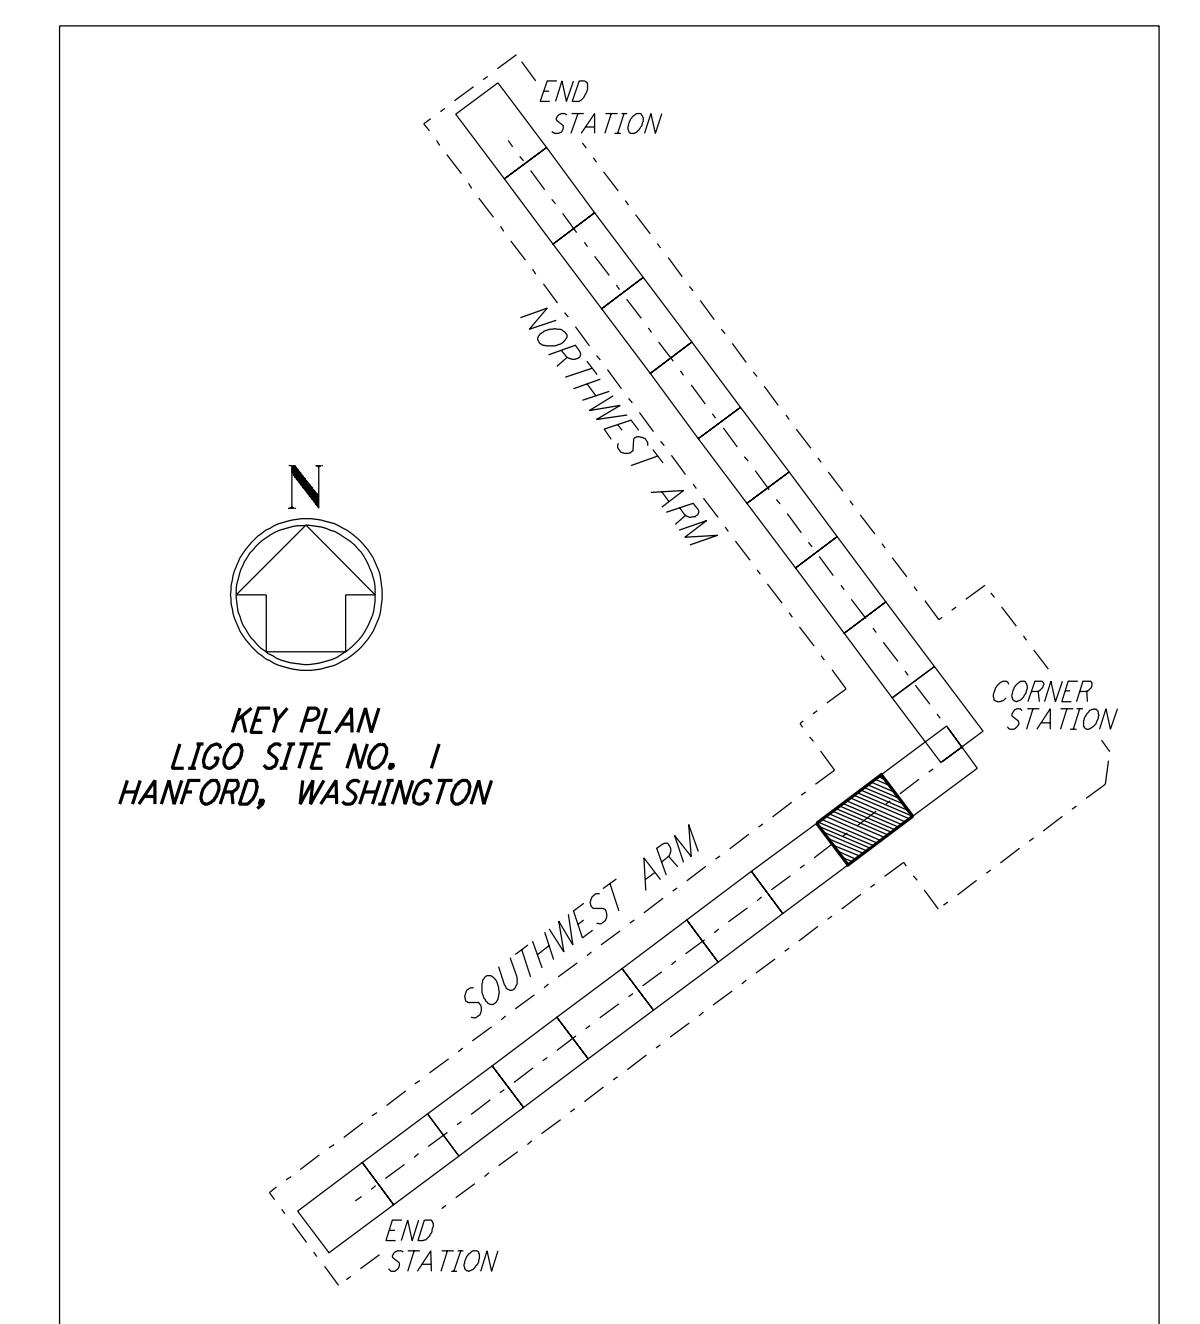 END
STATION
NORTHWEST ARM
N
CORNER
STATION
KEY PLAN
LIGO SITE NO. 1
HANFORD, WASHINGTON
SOUTHWEST ARM
END
STATION